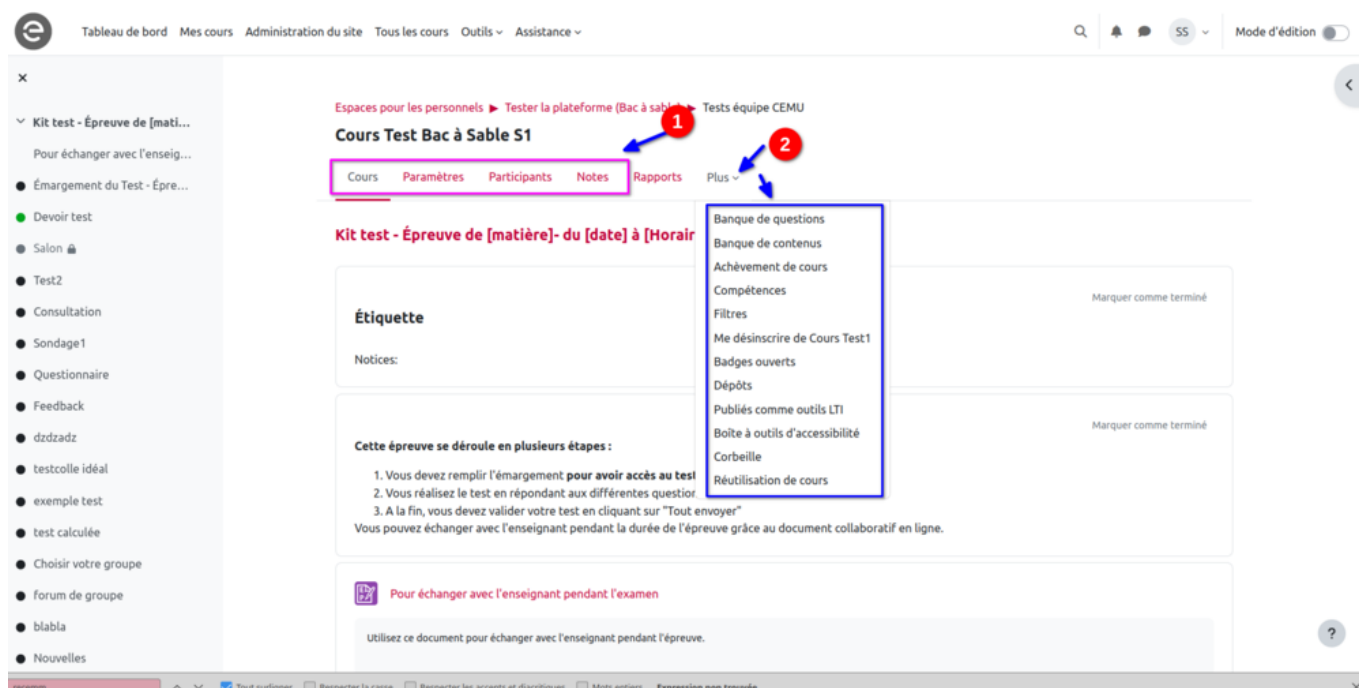 e
Tableau de bord Mes cours Administration du site Tous les cours Outils Assistance SS Mode d'édition
Kit test - Épreuve de [mati...
Pour échanger avec l'enseig...
Émargement du Test - Épre...
Devoir test
Salon
Test2
Consultation
Sondage1
Questionnaire
Feedback
dzdzadz
testcolle idéal
exemple test
test calculée
Choisir votre groupe
forum de groupe
blabla
Nouvelles
Espaces pour les personnels ▶ Tester la plateforme (Bac à sable) ▶ Tests équipe CEMU
1
Cours Test Bac à Sable S1
2
Cours Paramètres Participants Notes Rapports Plus
Banque de questions
Banque de contenus
Achèvement de cours
Compétences
Filtres
Me désinscrire de Cours Test1
Badges ouverts
Dépôts
Publiés comme outils LTI
Boîte à outils d'accessibilité
Corbeille
Réutilisation de cours
Kit test - Épreuve de [matière]- du [date] à [Horair
Marquer comme terminé
Étiquette
Notices:
Marquer comme terminé
Cette épreuve se déroule en plusieurs étapes :
1. Vous devez remplir l'émargement pour avoir accès au test
2. Vous réalisez le test en répondant aux différentes question
3. A la fin, vous devez valider votre test en cliquant sur "Tout envoyer"
Vous pouvez échanger avec l'enseignant pendant la durée de l'épreuve grâce au document collaboratif en ligne.
Pour échanger avec l'enseignant pendant l'examen
Utilisez ce document pour échanger avec l'enseignant pendant l'épreuve.
?
Tout surligner Respecter la casse Respecter les accents et diacritiques Mots entiers Expression non trouvée